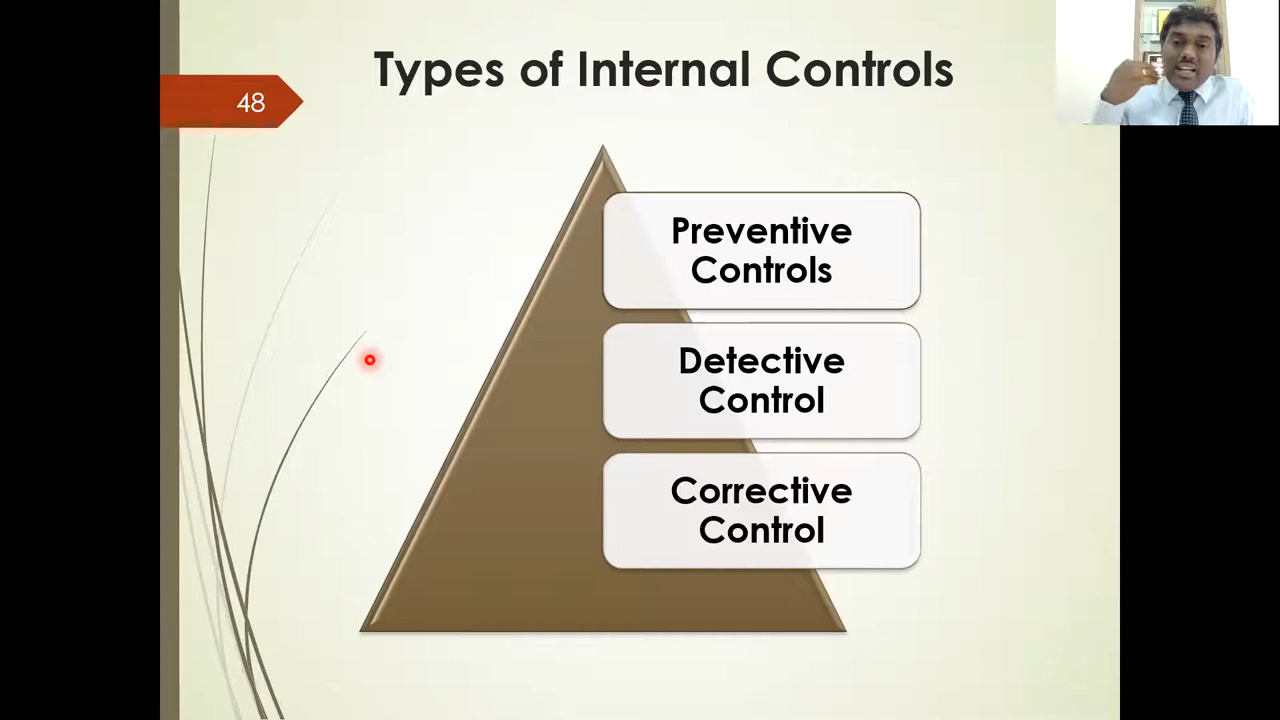 Types of Internal Controls
48
Preventive
Controls
Detective
Control
Corrective
Control